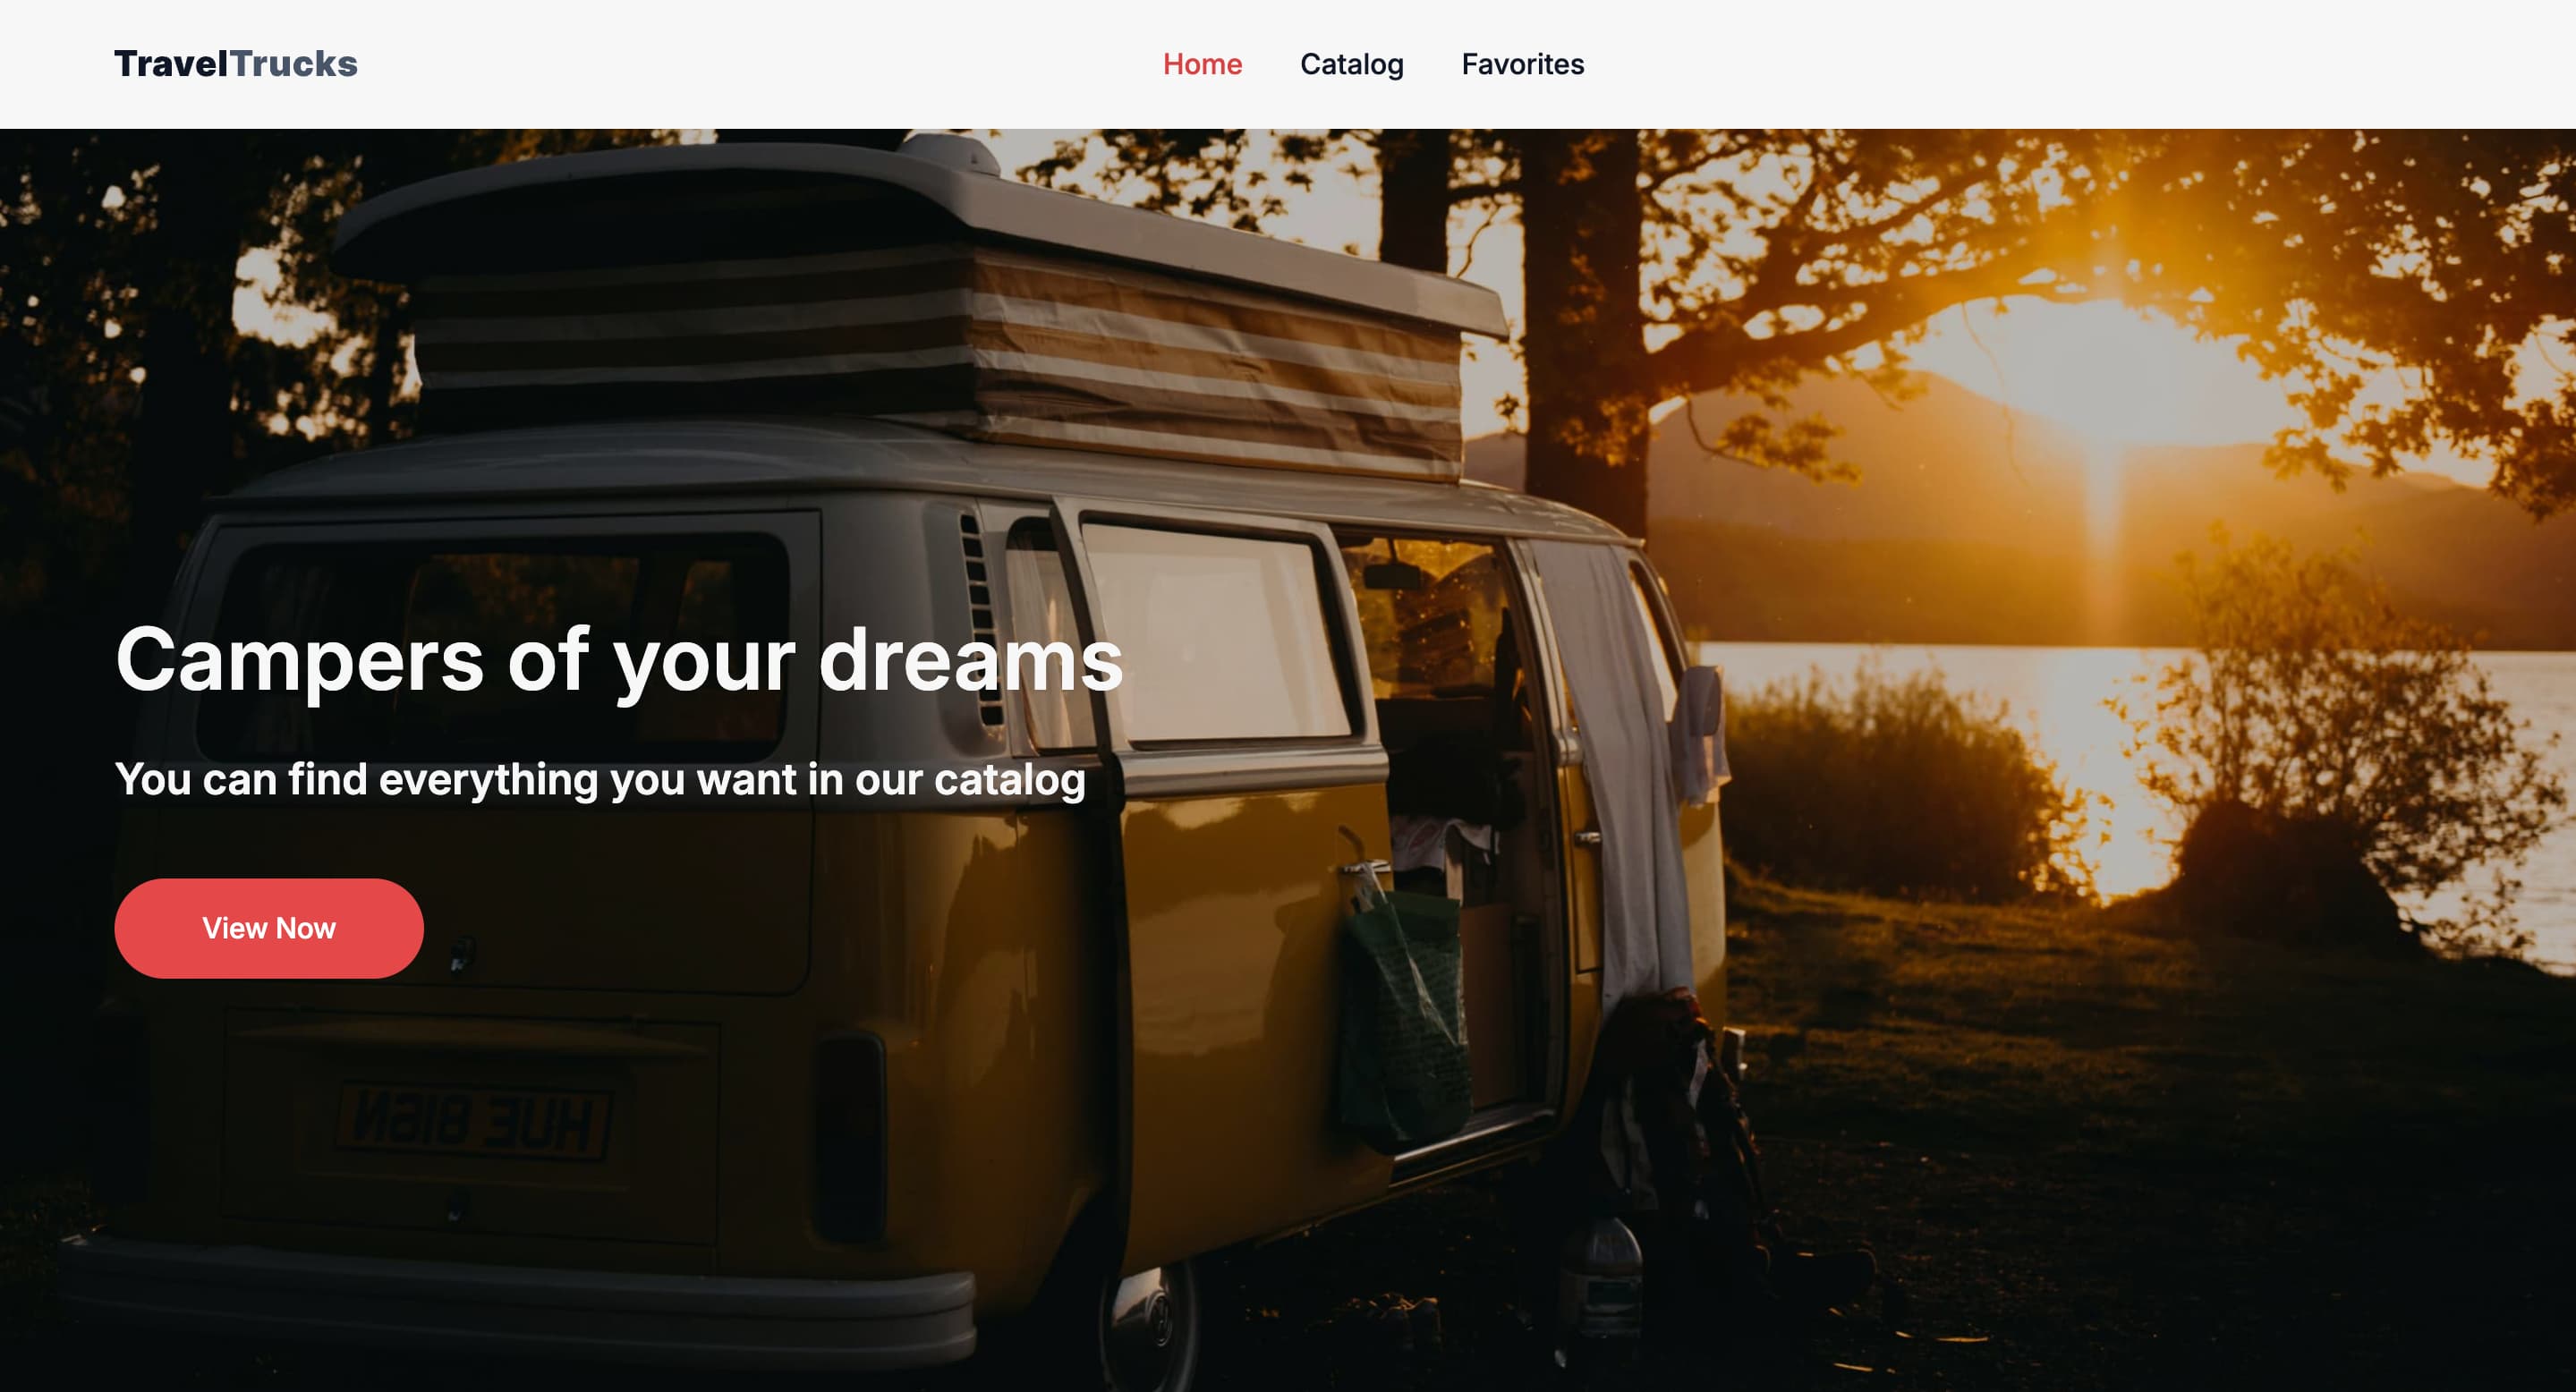 TravelTrucks
Home Catalog Favorites
Campers of your dreams
You can find everything you want in our catalog
View Now
HUE 816N